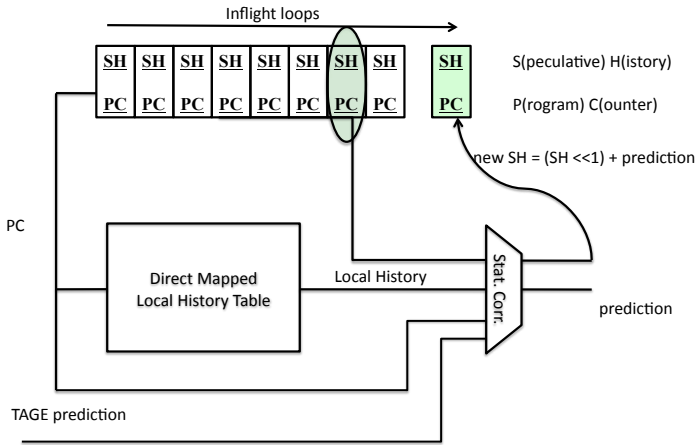 Inflight loops
SH SH SH SH SH SH SH SH SH
PC PC PC PC PC PC PC PC PC
S(peculative) H(istory)
P(rogram) C(ounter)
new SH = (SH <<1) + prediction
PC
Direct Mapped
Local History Table
Local History
Stat. Corr.
prediction
TAGE prediction